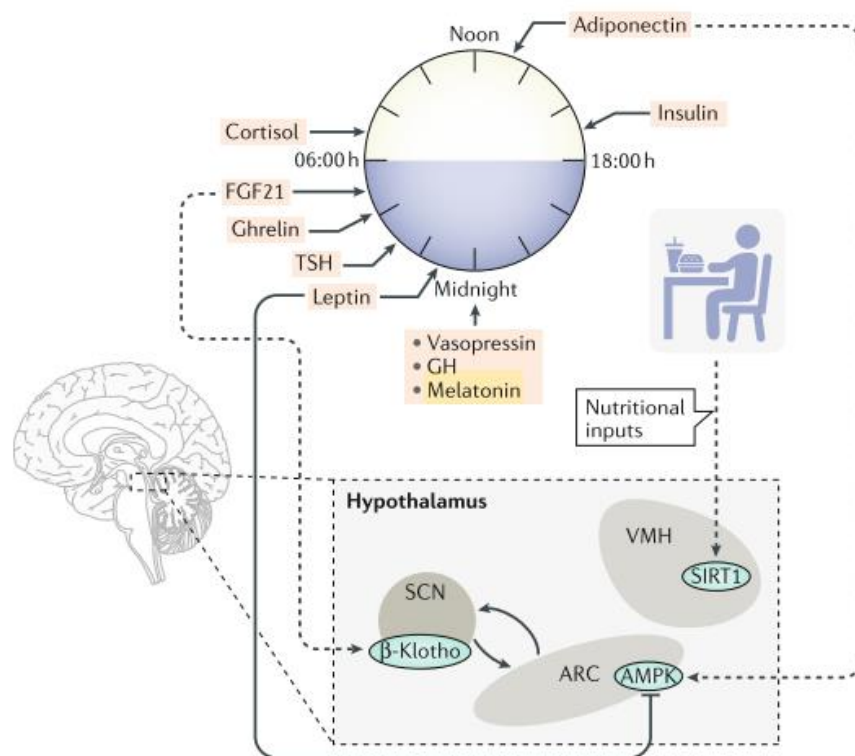 Noon
Adiponectin
Insulin
Cortisol
06:00 h
18:00 h
FGF21
Ghrelin
TSH
Leptin
Midnight
• Vasopressin
• GH
• Melatonin
Nutritional
inputs
Hypothalamus
VMH
SIRT1
SCN
β-Klotho
ARC
AMPK